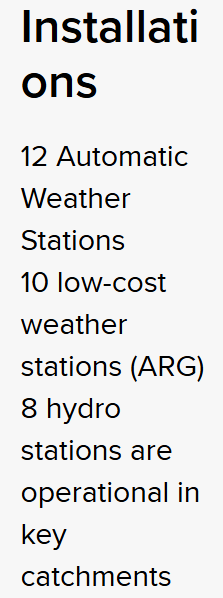 Installati
ons
12 Automatic
Weather
Stations
10 low-cost
weather
stations (ARG)
8 hydro
stations are
operational in
key
catchments